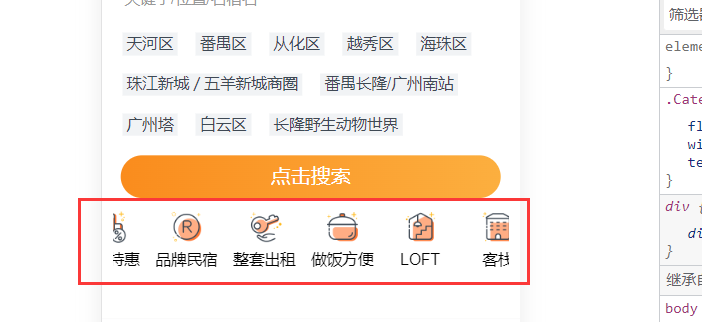 关键字/位置/名宿名
筛选器
天河区 番禺区 从化区 越秀区 海珠区
珠江新城 / 五羊新城商圈 番禺长隆/广州南站
广州塔 白云区 长隆野生动物世界
点击搜索
R
特惠 品牌民宿 整套出租 做饭方便 LOFT 客栈
eleme
}
.Cate
fl
wi
te
}
div
di
}
继承自
body